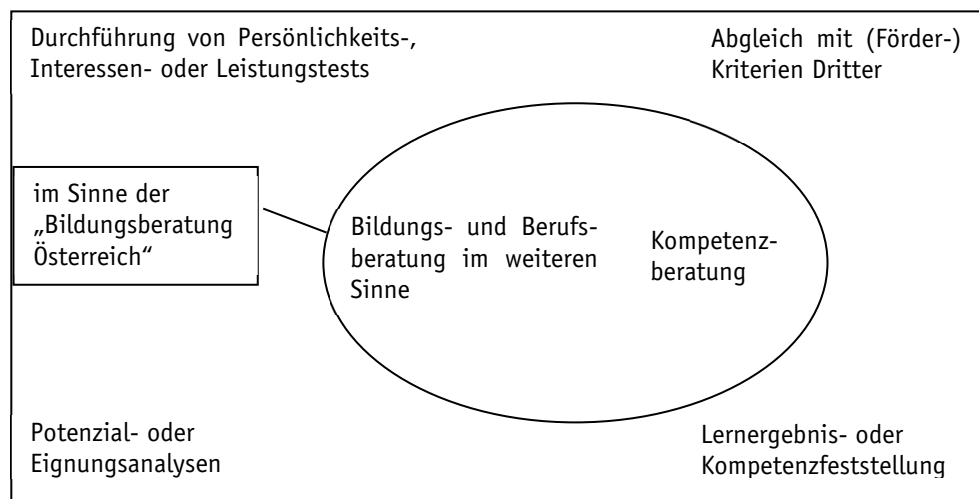 Durchführung von Persönlichkeits-,
Interessen- oder Leistungstests
Abgleich mit (Förder-)
Kriterien Dritter
im Sinne der
„Bildungsberatung
Österreich“
Bildungs- und Berufs-
beratung im weiteren
Sinne
Kompetenz-
beratung
Potenzial- oder
Eignungsanalysen
Lernergebnis- oder
Kompetenzfeststellung